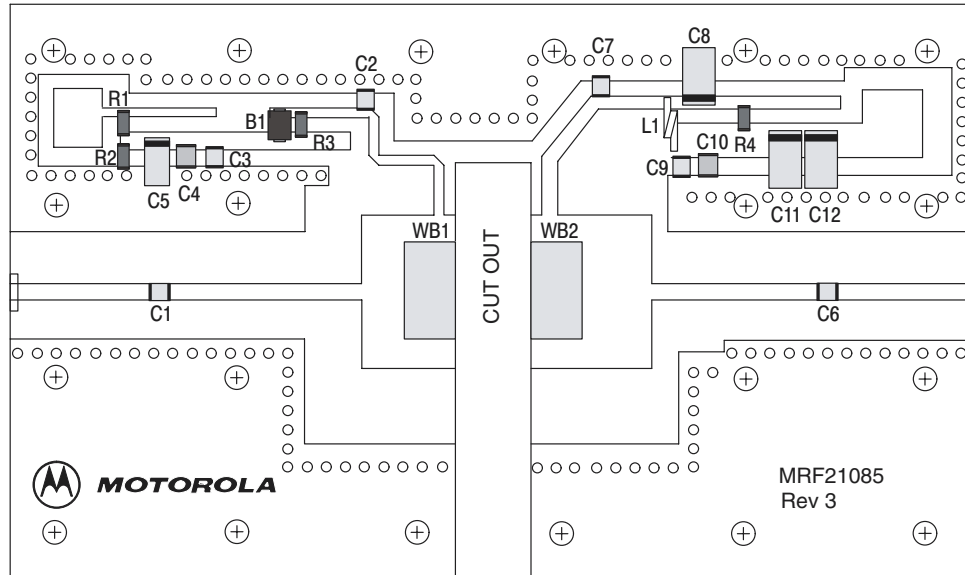 C2
C7
C8
R1
B1
R3
L1
R4
R2
C5
C4
C3
C9
C10
C11
C12
WB1
CUT OUT
WB2
C1
C6
MOTOROLA
MRF21085
Rev 3